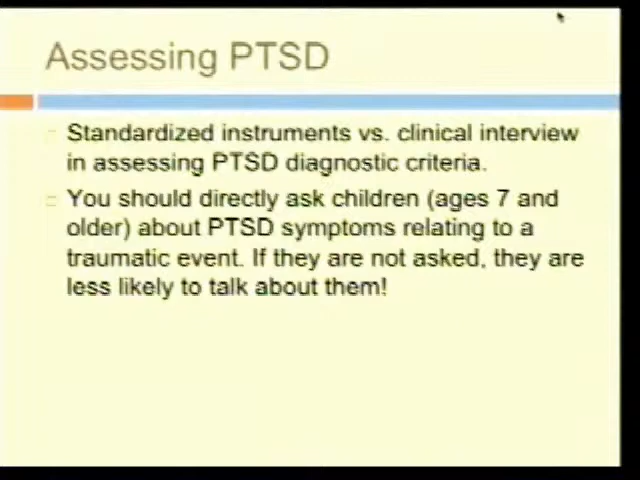 Assessing PTSD
Standardized instruments vs. clinical interview
in assessing PTSD diagnostic criteria.
You should directly ask children (ages 7 and
older) about PTSD symptoms relating to a
traumatic event. If they are not asked, they are
less likely to talk about them!